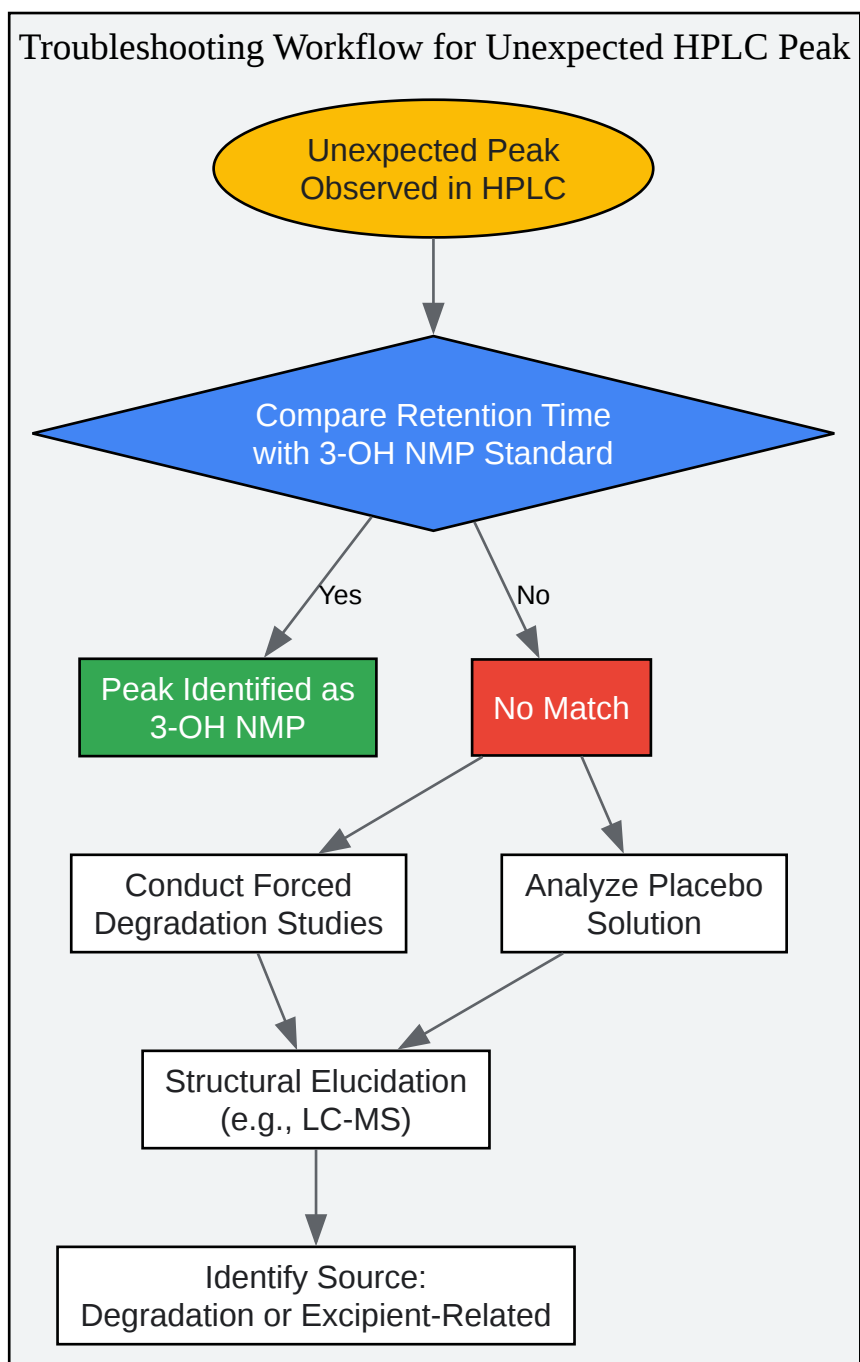 Troubleshooting Workflow for Unexpected HPLC Peak
Unexpected Peak
Observed in HPLC
Compare Retention Time
with 3-OH NMP Standard
Yes
No
Peak Identified as
3-OH NMP
No Match
Conduct Forced
Degradation Studies
Analyze Placebo
Solution
Structural Elucidation
(e.g., LC-MS)
Identify Source:
Degradation or Excipient-Related